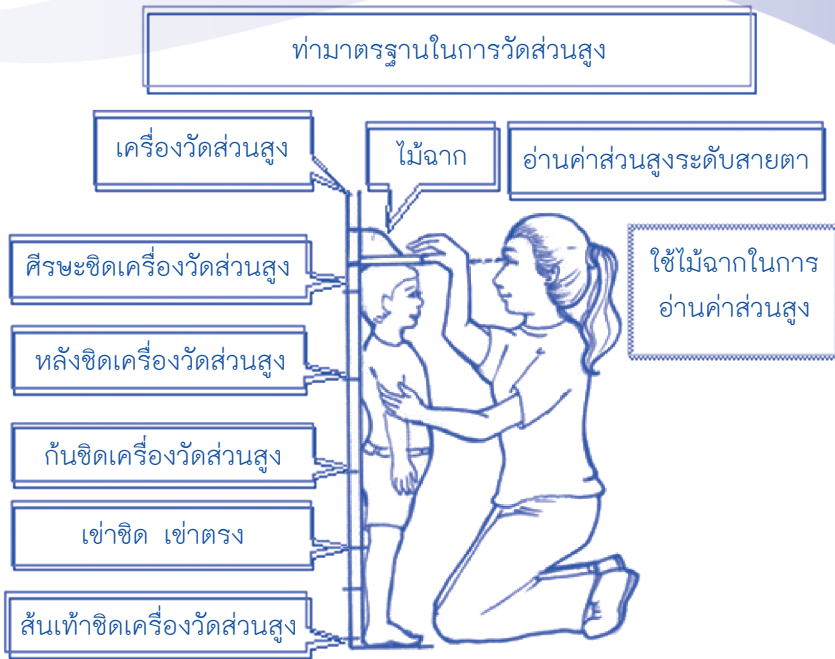 ท่ามาตรฐานในการวัดส่วนสูง
เครื่องวัดส่วนสูง
ไม้ฉาก
อ่านค่าส่วนสูงระดับสายตา
ศีรษะชิดเครื่องวัดส่วนสูง
ใช้ไม้ฉากในการ
อ่านค่าส่วนสูง
หลังชิดเครื่องวัดส่วนสูง
ก้นชิดเครื่องวัดส่วนสูง
เข่าชิด เข่าตรง
ส้นเท้าชิดเครื่องวัดส่วนสูง